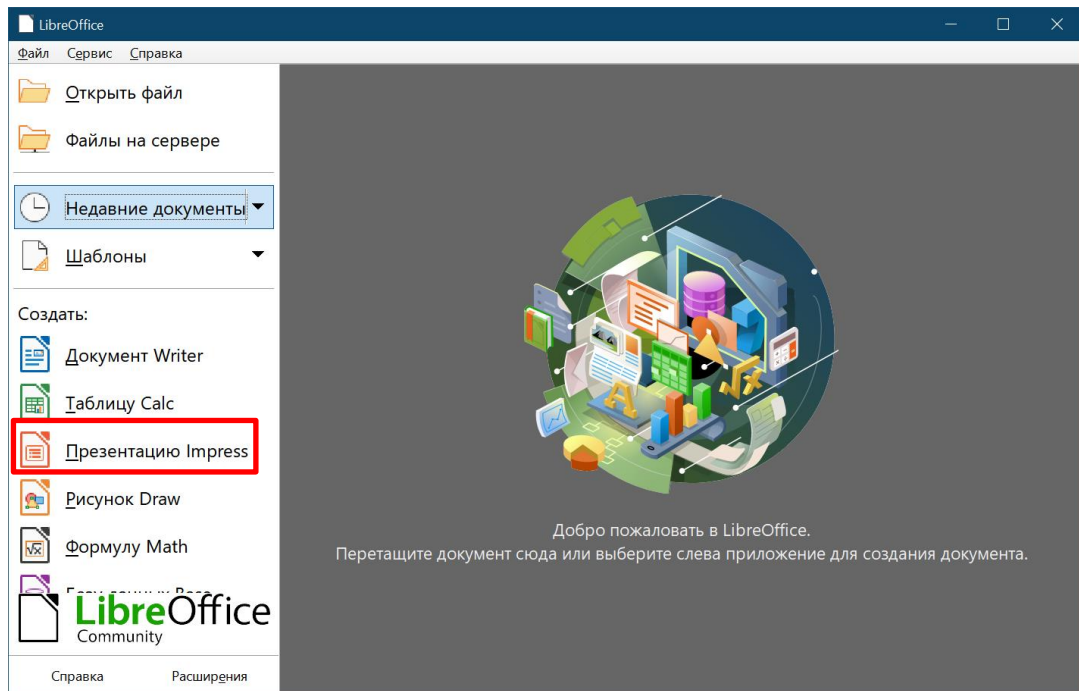 LibreOffice
Файл Сервис Справка
Открыть файл
Файлы на сервере
Недавние документы
Шаблоны
Создать:
Документ Writer
Таблицу Calc
Презентацию Impress
Рисунок Draw
Формулу Math
LibreOffice
Community
Справка Расширения
Добро пожаловать в LibreOffice.
Перетащите документ сюда или выберите слева приложение для создания документа.